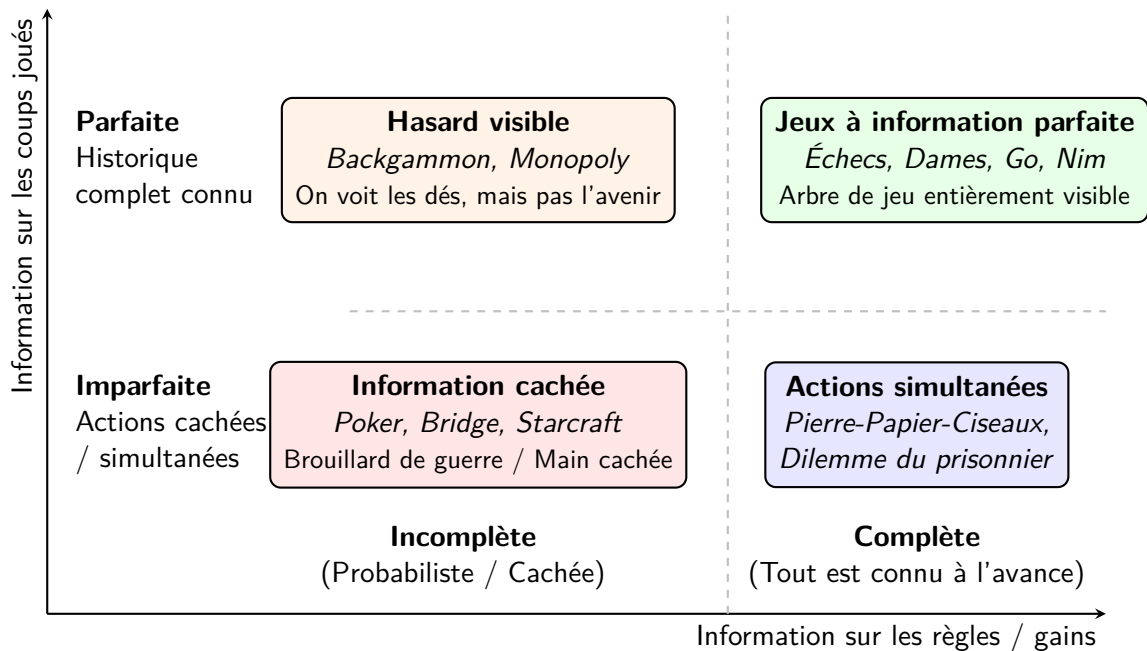 Information sur les coups joués
Parfaite
Historique
complet connu
Hasard visible
Backgammon, Monopoly
On voit les dés, mais pas l'avenir
Jeux à information parfaite
Échecs, Dames, Go, Nim
Arbre de jeu entièrement visible
Imparfaite
Actions cachées
/ simultanées
Information cachée
Poker, Bridge, Starcraft
Brouillard de guerre / Main cachée
Actions simultanées
Pierre-Papier-Ciseaux,
Dilemme du prisonnier
Incomplète
(Probabiliste / Cachée)
Complète
(Tout est connu à l'avance)
Information sur les règles / gains